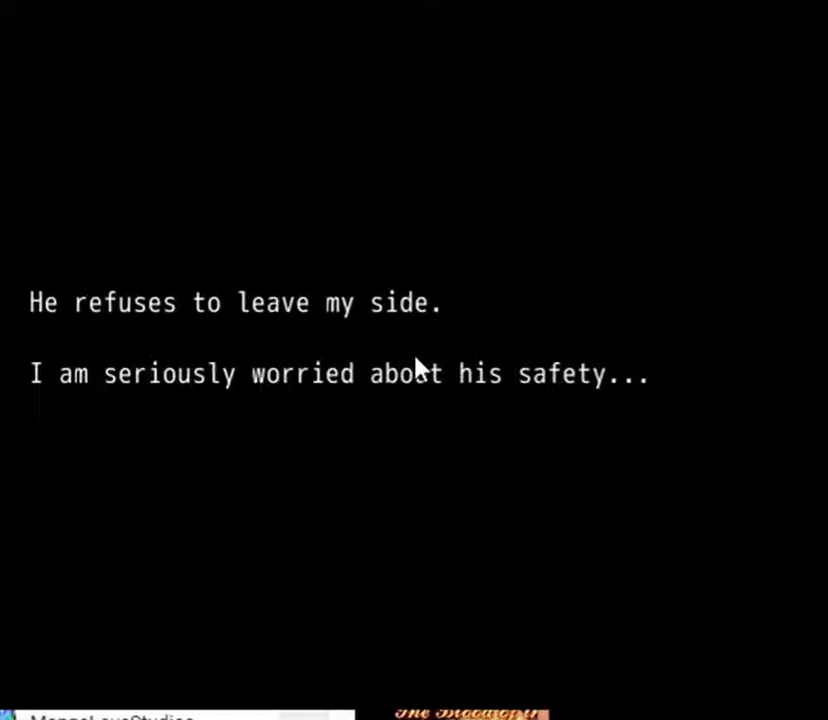 He refuses to leave my side.
I am seriously worried about his safety...